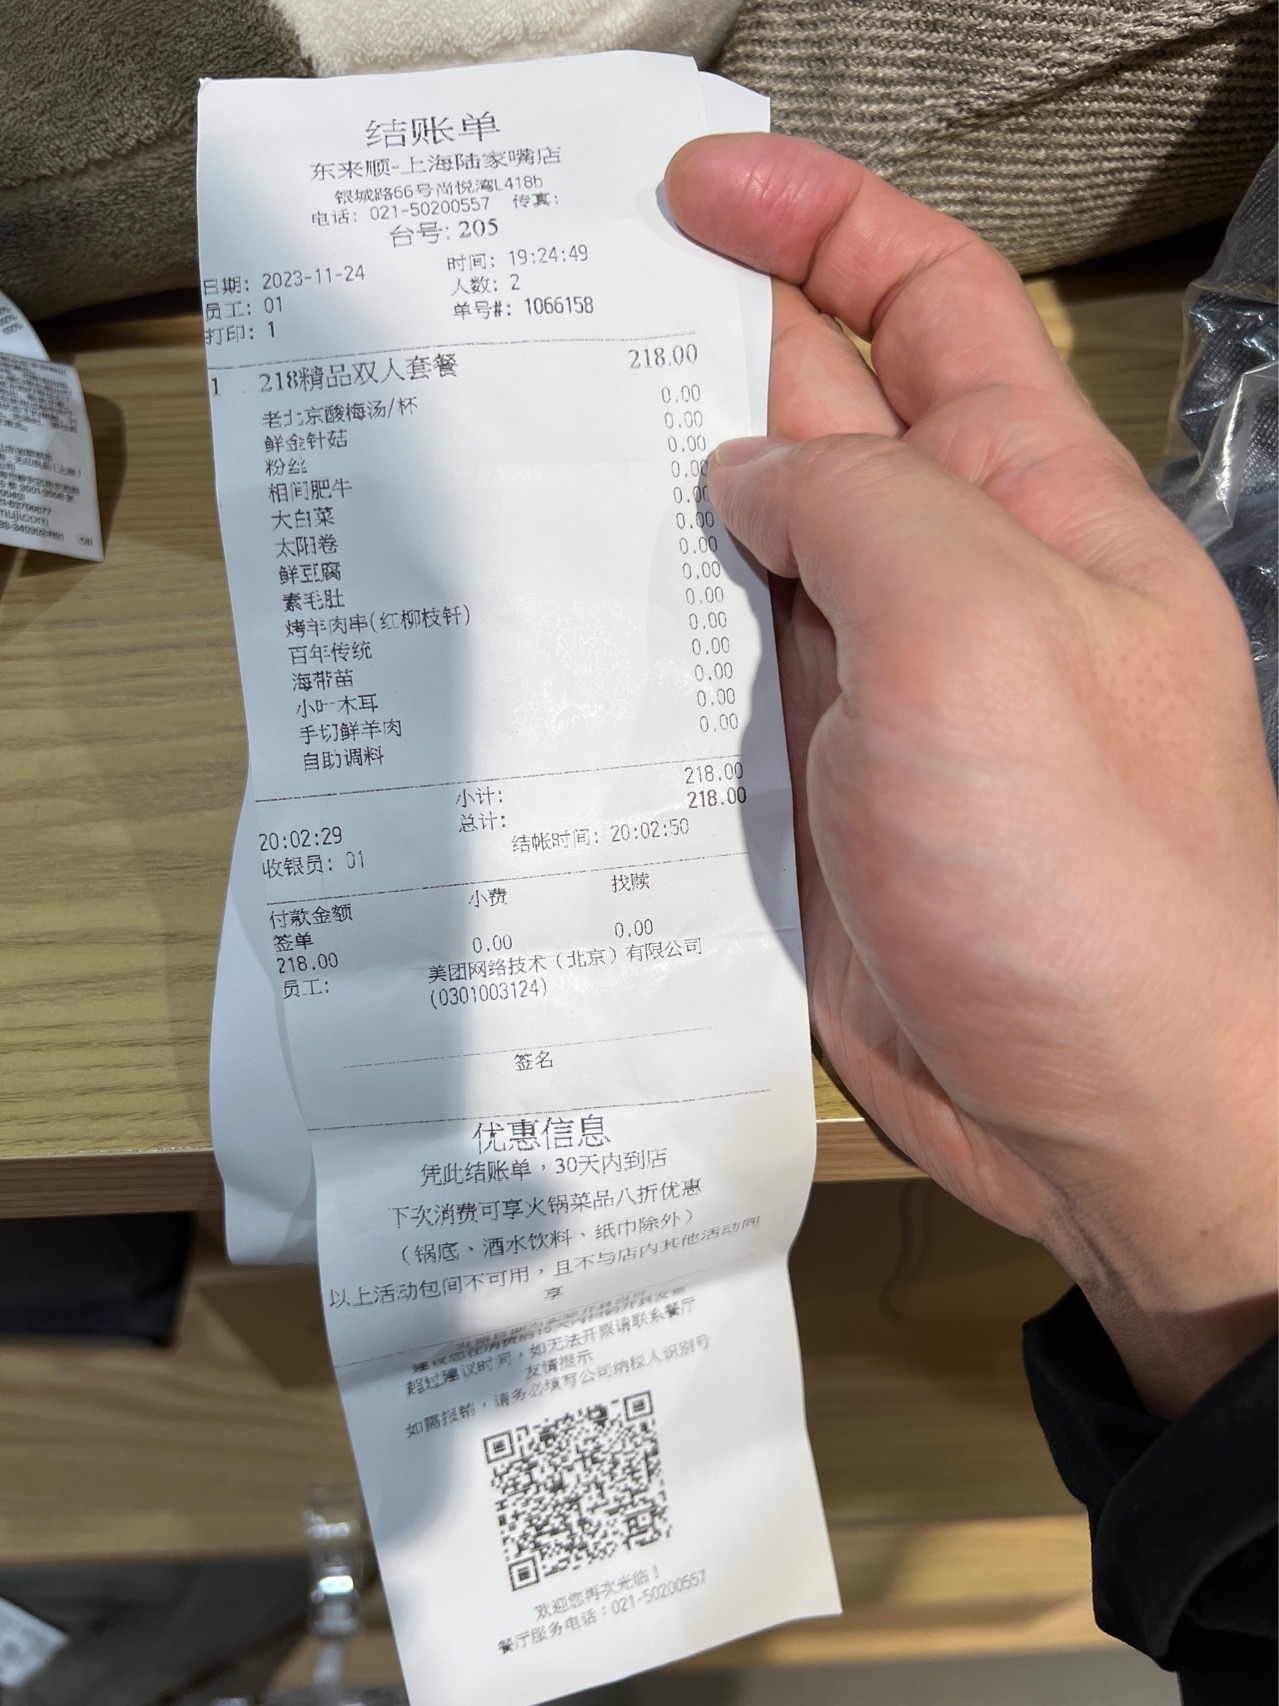 结账单
东来顺-上海陆家嘴店
银城路66号尚悦湾L418b
电话: 021-50200557 传真:
台号: 205
日期: 2023-11-24 时间: 19:24:49
员工: 01 人数: 2
打印: 1 单号#: 1066158
1 218精品双人套餐 218.00
老北京酸梅汤/杯 0.00
鲜金针菇 0.00
粉丝 0.00
相间肥牛 0.00
大白菜 0.00
太阳卷 0.00
鲜豆腐 0.00
素毛肚 0.00
烤羊肉串(红柳枝钎) 0.00
百年传统 0.00
海带苗 0.00
小叶木耳 0.00
手切鲜羊肉 0.00
自助调料 0.00
小计: 218.00
总计: 218.00
20:02:29 结帐时间: 20:02:50
收银员: 01
付款金额 小费 找赎
签单 0.00 0.00
218.00 美团网络技术（北京）有限公司
员工: (0301003124)
签名
优惠信息
凭此结账单，30天内到店
下次消费可享火锅菜品八折优惠
（锅底、酒水饮料、纸巾除外）
以上活动包间不可用，且不与店内其他活动同
享
超过建议时间，如无法开票请联系餐厅
友情提示
如需报销，请务必填写公司纳税人识别号
欢迎您再次光临！
餐厅服务电话：021-50200557